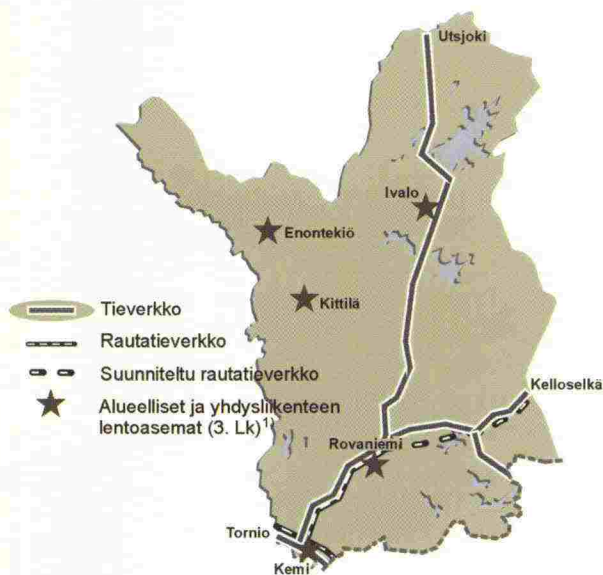 Utsjoki
Ivalo
Enontekiö
Kittilä
Tieverkko
Rautatieverkko
Suunniteltu rautatieverkko
Kelloselkä
Alueelliset ja yhdysliikenteen
lentoasemat (3. Lk)¹⁾
Rovaniemi
Tornio
Kemi